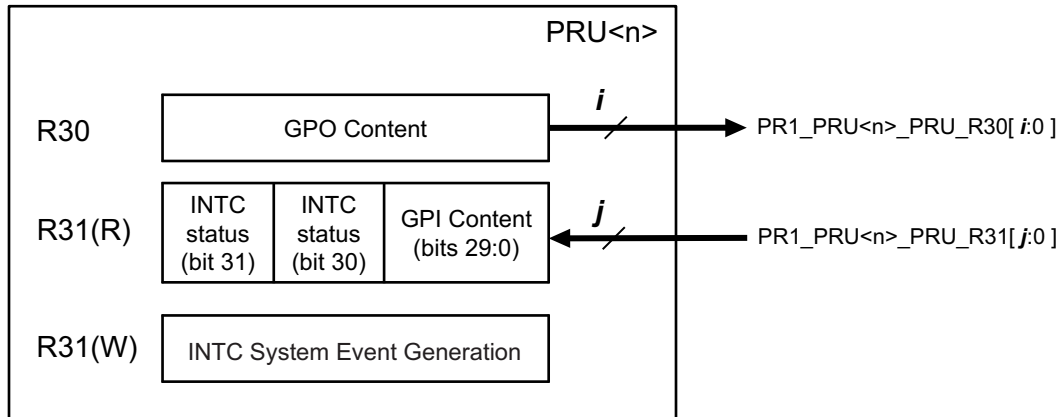 PRU<n>
i
R30
GPO Content
PR1_PRU<n>_PRU_R30[ i:0 ]
R31(R)
INTC
status
(bit 31)
INTC
status
(bit 30)
GPI Content
(bits 29:0)
j
PR1_PRU<n>_PRU_R31[ j:0 ]
R31(W)
INTC System Event Generation